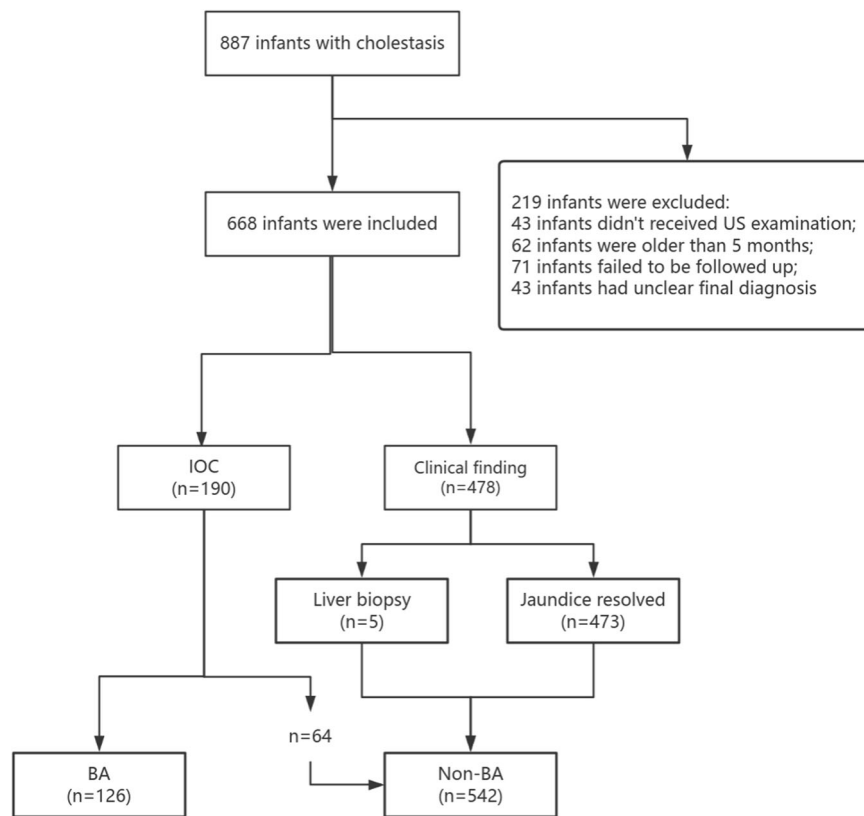 887 infants with cholestasis
219 infants were excluded:
43 infants didn't received US examination;
62 infants were older than 5 months;
71 infants failed to be followed up;
43 infants had unclear final diagnosis
668 infants were included
IOC
(n=190)
Clinical finding
(n=478)
Liver biopsy
(n=5)
Jaundice resolved
(n=473)
n=64
BA
(n=126)
Non-BA
(n=542)